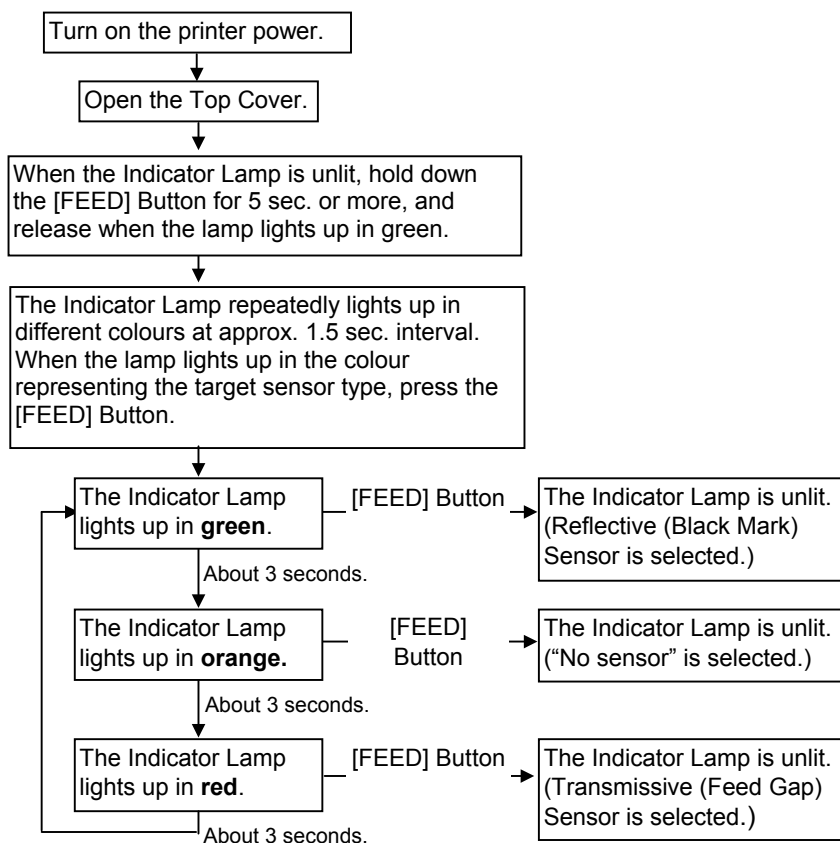 Turn on the printer power.
Open the Top Cover.
When the Indicator Lamp is unlit, hold down
the [FEED] Button for 5 sec. or more, and
release when the lamp lights up in green.
The Indicator Lamp repeatedly lights up in
different colours at approx. 1.5 sec. interval.
When the lamp lights up in the colour
representing the target sensor type, press the
[FEED] Button.
The Indicator Lamp
lights up in green.
[FEED] Button
The Indicator Lamp is unlit.
(Reflective (Black Mark)
Sensor is selected.)
About 3 seconds.
The Indicator Lamp
lights up in orange.
[FEED]
Button
The Indicator Lamp is unlit.
(“No sensor” is selected.)
About 3 seconds.
The Indicator Lamp
lights up in red.
[FEED] Button
The Indicator Lamp is unlit.
(Transmissive (Feed Gap)
Sensor is selected.)
About 3 seconds.